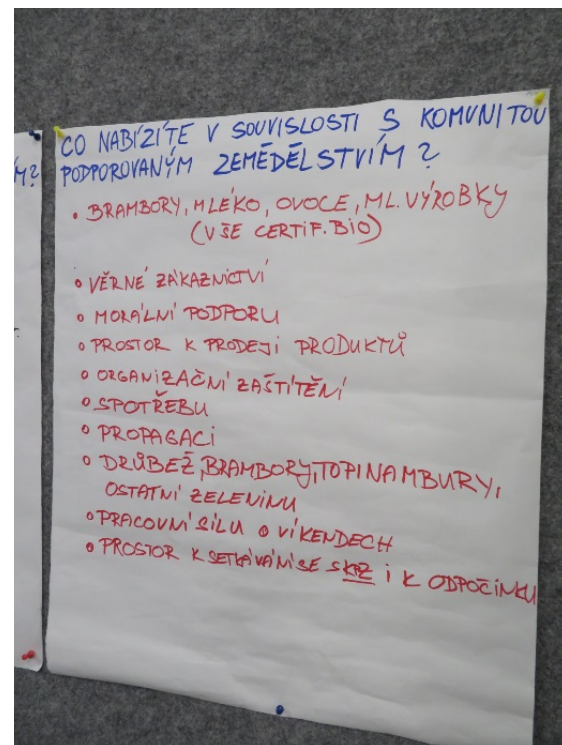 CO NABÍZÍTE V SOUVISLOSTI S KOMUNITOU
PODPOROVANÝM ZEMĚDĚLSTVÍM?
• BRAMBORY, MLÉKO, OVOCE, ML. VÝROBKY
(VŠE CERTIF. BIO)
• VĚRNÉ ZÁKAZNICTVÍ
• MORÁLNÍ PODPORU
• PROSTOR K PRODEJI PRODUKTŮ
• ORGANIZAČNÍ ZAŠTÍTĚNÍ
• SPOTŘEBU
• PROPAGACI
• DRŮBEŽ, BRAMBORY, TOPINAMBURY,
OSTATNÍ ZELENINU
• PRACOVNÍ SÍLU O VÍKENDECH
• PROSTOR K SETKÁVÁNÍ SE S KPZ I K ODPOČINKU